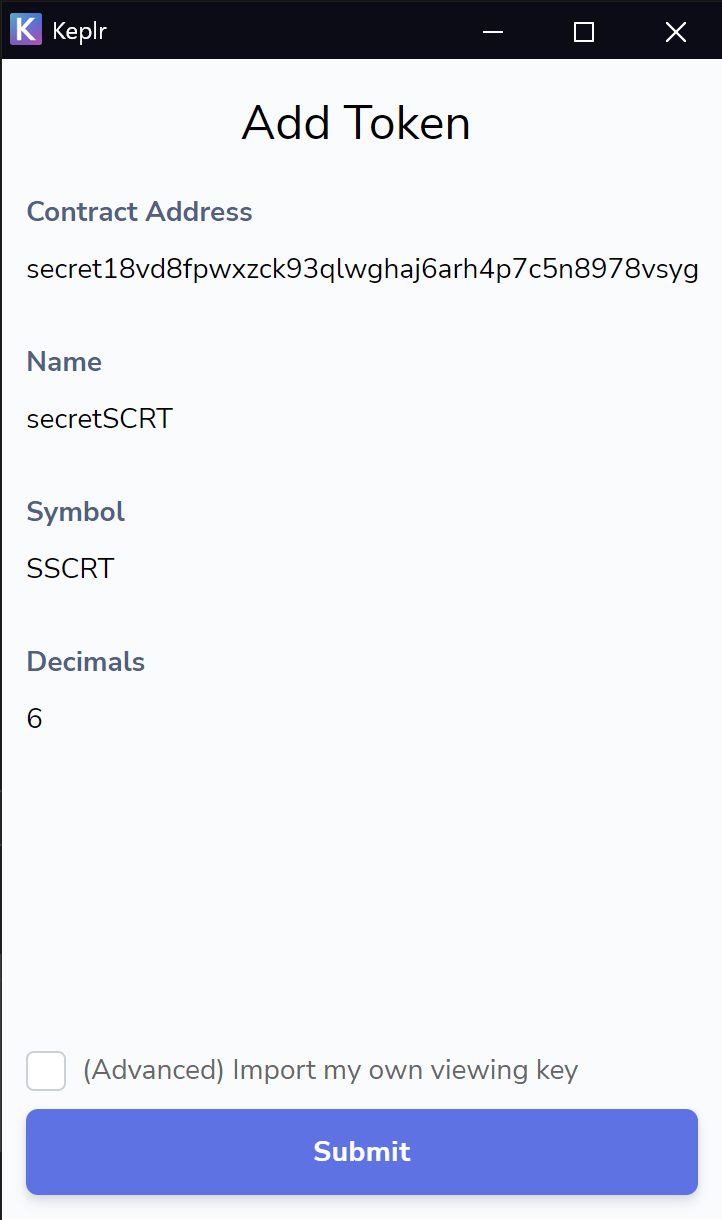 K Keplr
Add Token
Contract Address
secret18vd8fpwxzck93qlwghaj6arh4p7c5n8978vsyg
Name
secretSCRT
Symbol
SSCRT
Decimals
6
(Advanced) Import my own viewing key
Submit